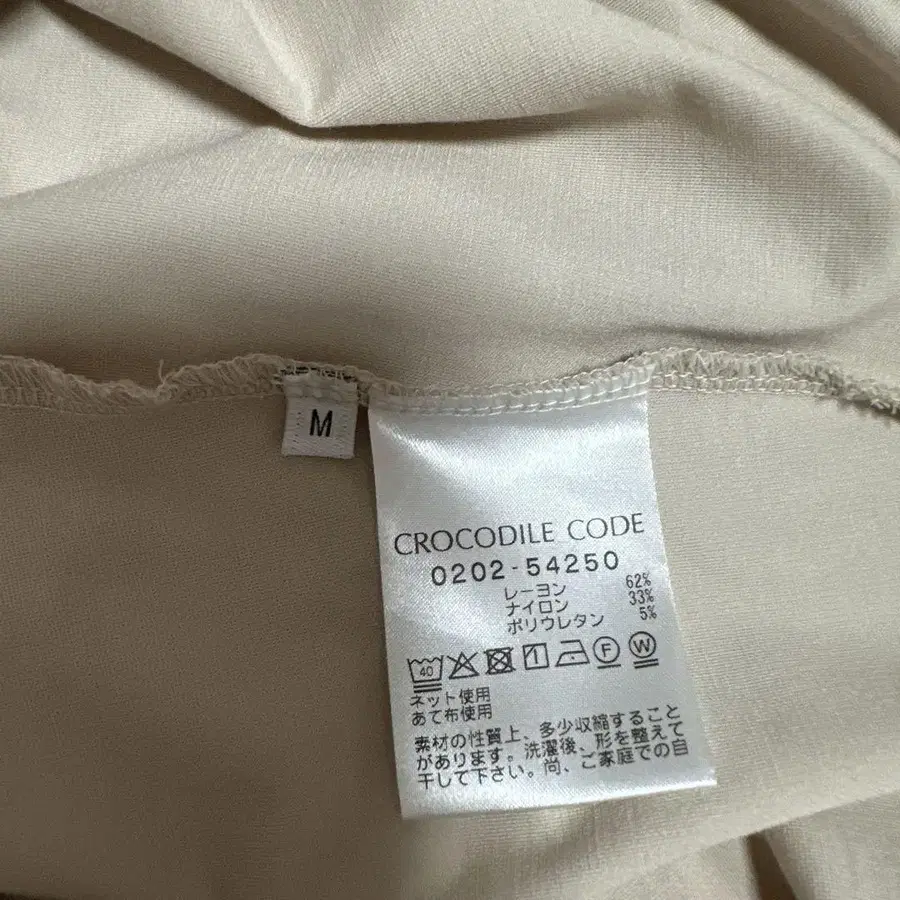 M
CROCODILE CODE
0202-54250
レーヨン 62%
ナイロン 33%
ポリウレタン 5%
40 F W
ネット使用
あて布使用
素材の性質上、多少収縮すること
があります。洗濯後、形を整えて
干して下さい。尚、ご家庭での自